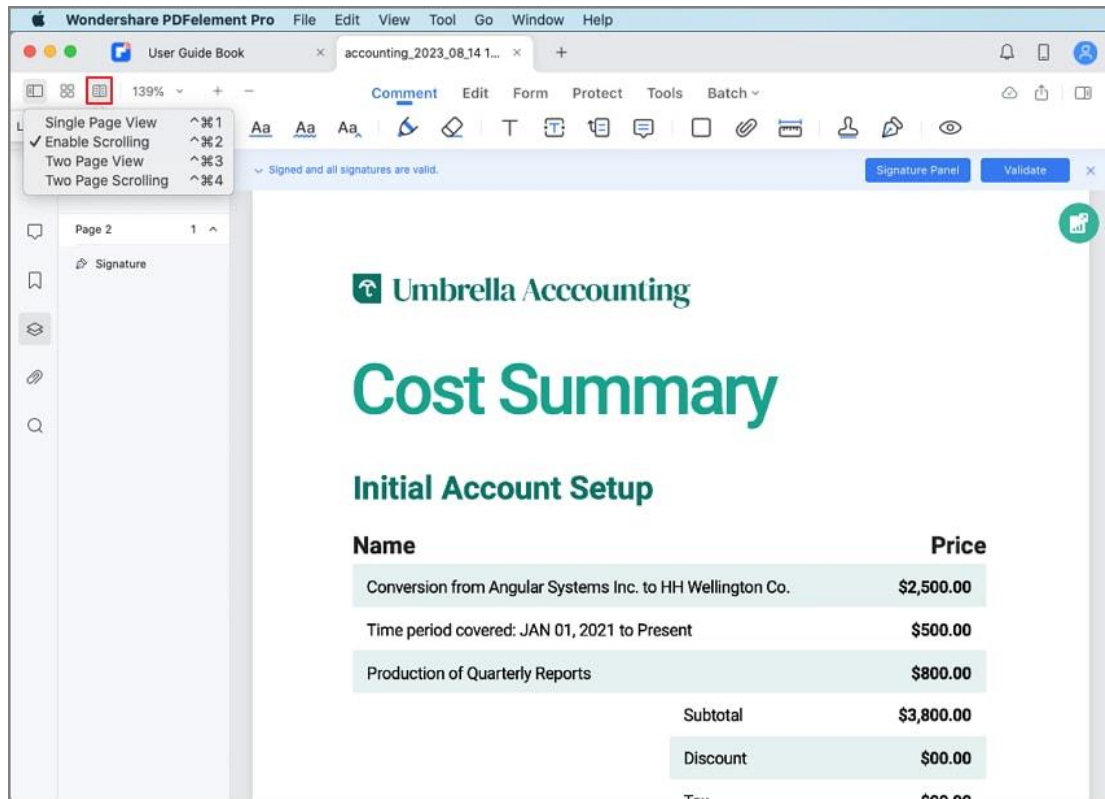 Wondershare PDFelement Pro File Edit View Tool Go Window Help
User Guide Book × accounting_2023_08_14 1... × +
139% + −
Comment Edit Form Protect Tools Batch
Single Page View ^⌘1
✓ Enable Scrolling ^⌘2
Two Page View ^⌘3
Two Page Scrolling ^⌘4
Aa Aa Aa T T T
Signed and all signatures are valid. Signature Panel Validate ×
Page 2 1
Signature
Umbrella Acccounting
Cost Summary
Initial Account Setup
Name Price
Conversion from Angular Systems Inc. to HH Wellington Co. $2,500.00
Time period covered: JAN 01, 2021 to Present $500.00
Production of Quarterly Reports $800.00
Subtotal $3,800.00
Discount $00.00